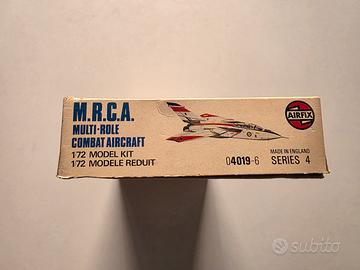 M.R.C.A.
MULTI-ROLE
COMBAT AIRCRAFT
1:72 MODEL KIT
1:72 MODELE REDUIT
04019-6
AIRFIX
MADE IN ENGLAND
SERIES 4
subito